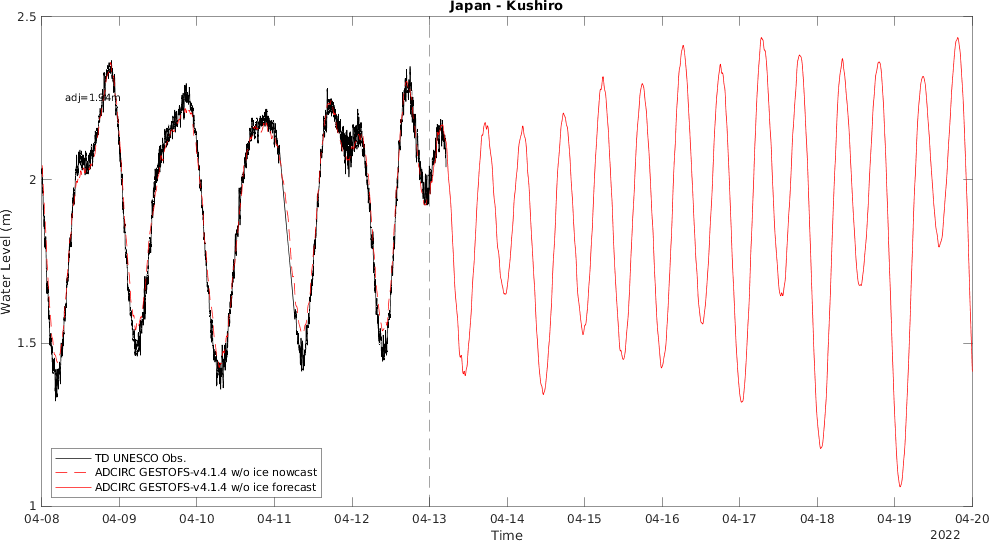 Japan - Kushiro
2.5
2
1.5
1
Water Level (m)
adj=1.94m
TD UNESCO Obs.
ADCIRC GESTOFS-v4.1.4 w/o ice nowcast
ADCIRC GESTOFS-v4.1.4 w/o ice forecast
04-08 04-09 04-10 04-11 04-12 04-13 04-14 04-15 04-16 04-17 04-18 04-19 04-20
Time
2022